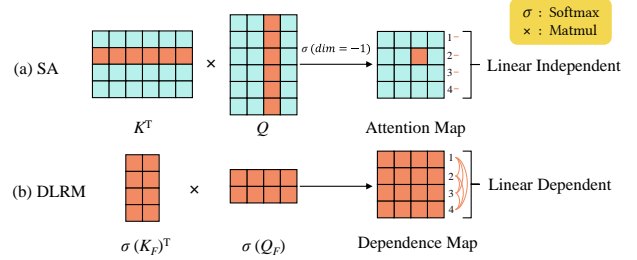 σ : Softmax
× : Matmul
(a) SA
×
σ(dim = −1)
1
2
3
4
Linear Independent
K^T
Q
Attention Map
(b) DLRM
×
1
2
3
4
Linear Dependent
σ (K_F)^T
σ (Q_F)
Dependence Map